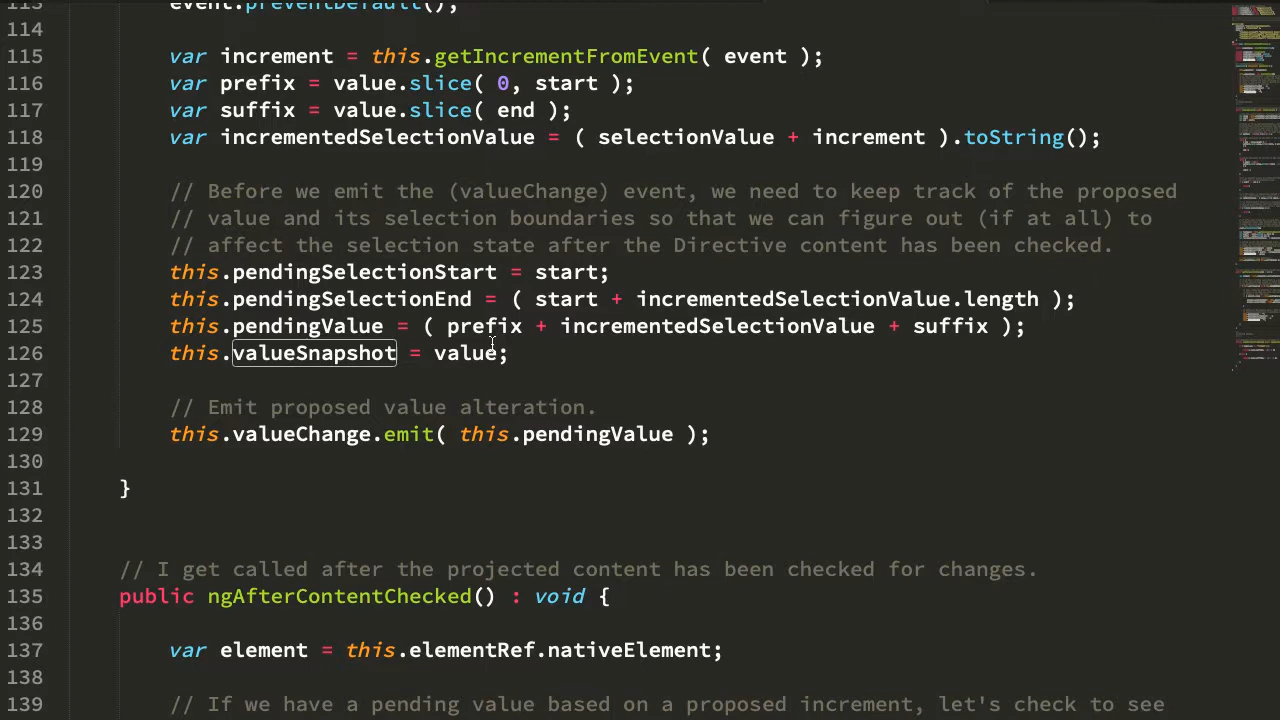 113 event.preventDefault();
114
115 var increment = this.getIncrementFromEvent( event );
116 var prefix = value.slice( 0, start );
117 var suffix = value.slice( end );
118 var incrementedSelectionValue = ( selectionValue + increment ).toString();
119
120 // Before we emit the (valueChange) event, we need to keep track of the proposed
121 // value and its selection boundaries so that we can figure out (if at all) to
122 // affect the selection state after the Directive content has been checked.
123 this.pendingSelectionStart = start;
124 this.pendingSelectionEnd = ( start + incrementedSelectionValue.length );
125 this.pendingValue = ( prefix + incrementedSelectionValue + suffix );
126 this.valueSnapshot = value;
127
128 // Emit proposed value alteration.
129 this.valueChange.emit( this.pendingValue );
130
131 }
132
133
134 // I get called after the projected content has been checked for changes.
135 public ngAfterContentChecked() : void {
136
137 var element = this.elementRef.nativeElement;
138
139 // If we have a pending value based on a proposed increment, let's check to see